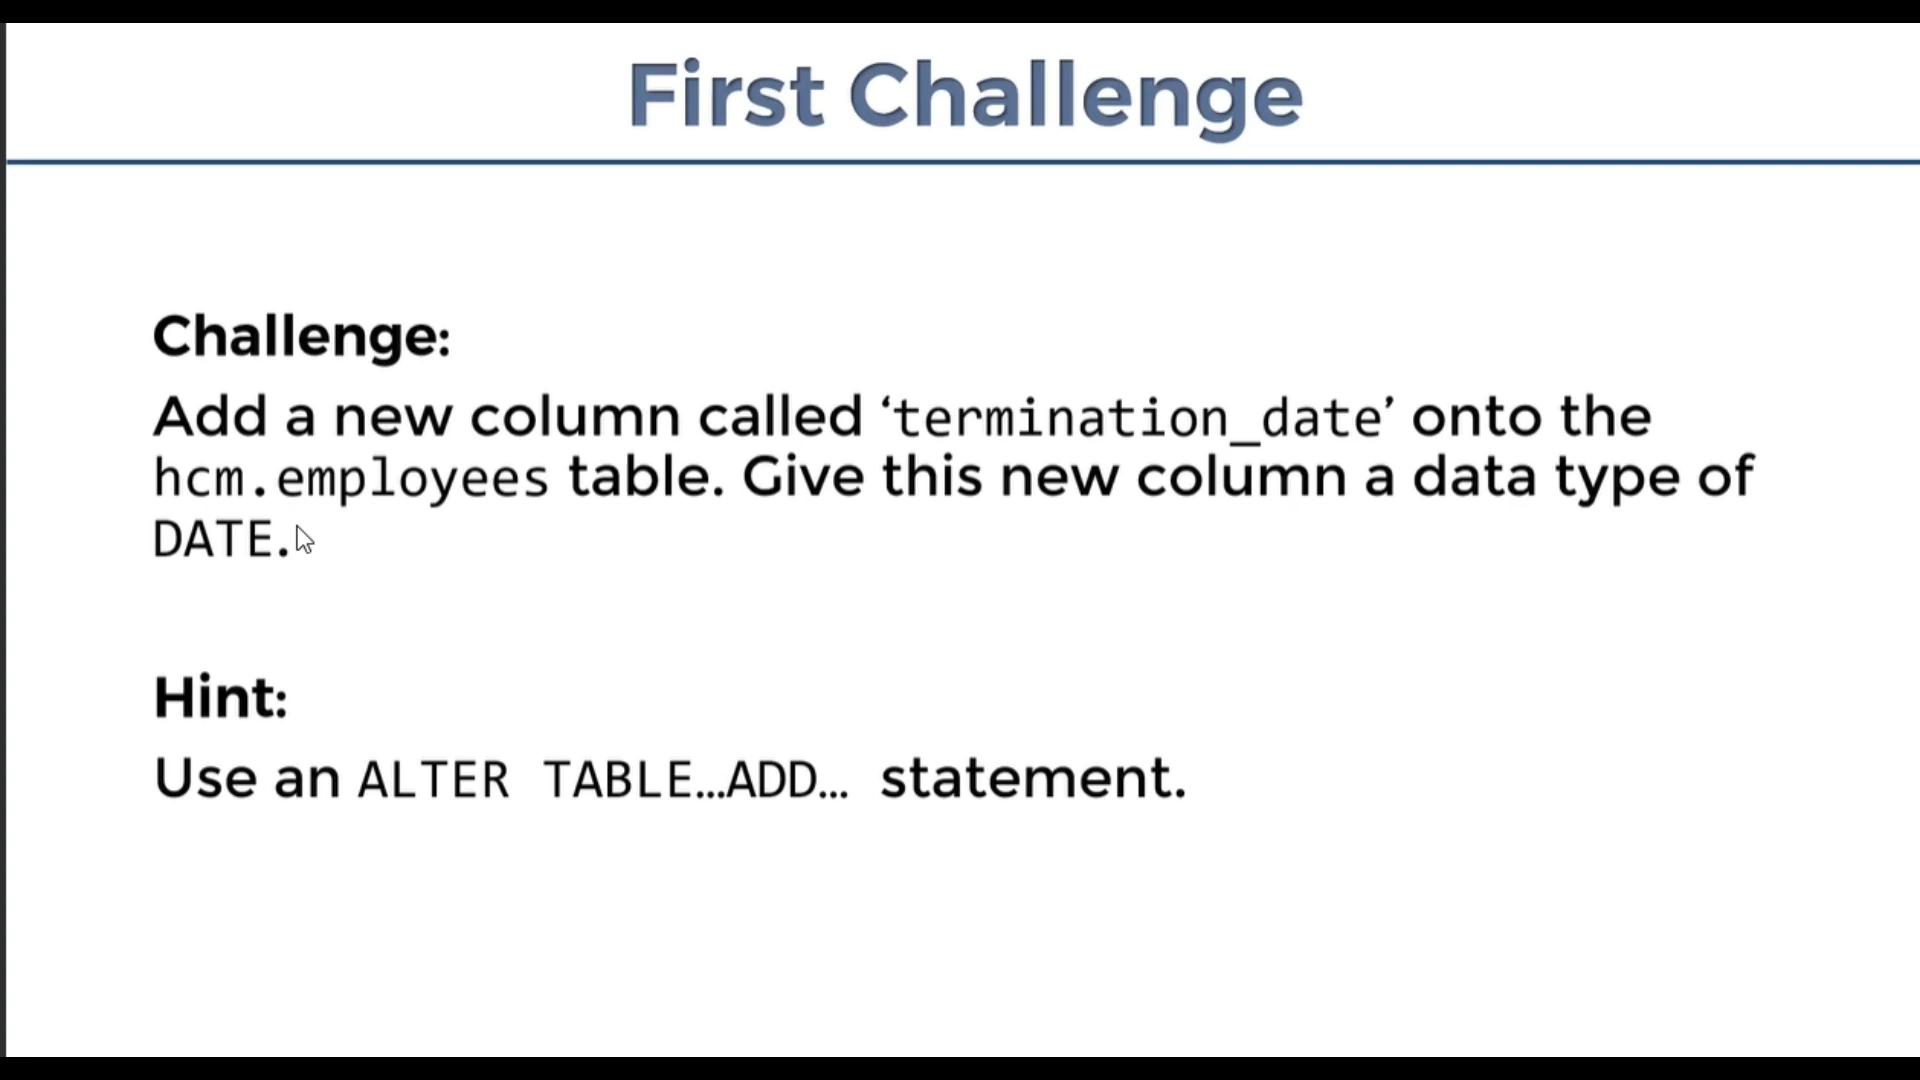 First Challenge
Challenge:
Add a new column called ‘termination_date’ onto the
hcm.employees table. Give this new column a data type of
DATE.
Hint:
Use an ALTER TABLE…ADD… statement.